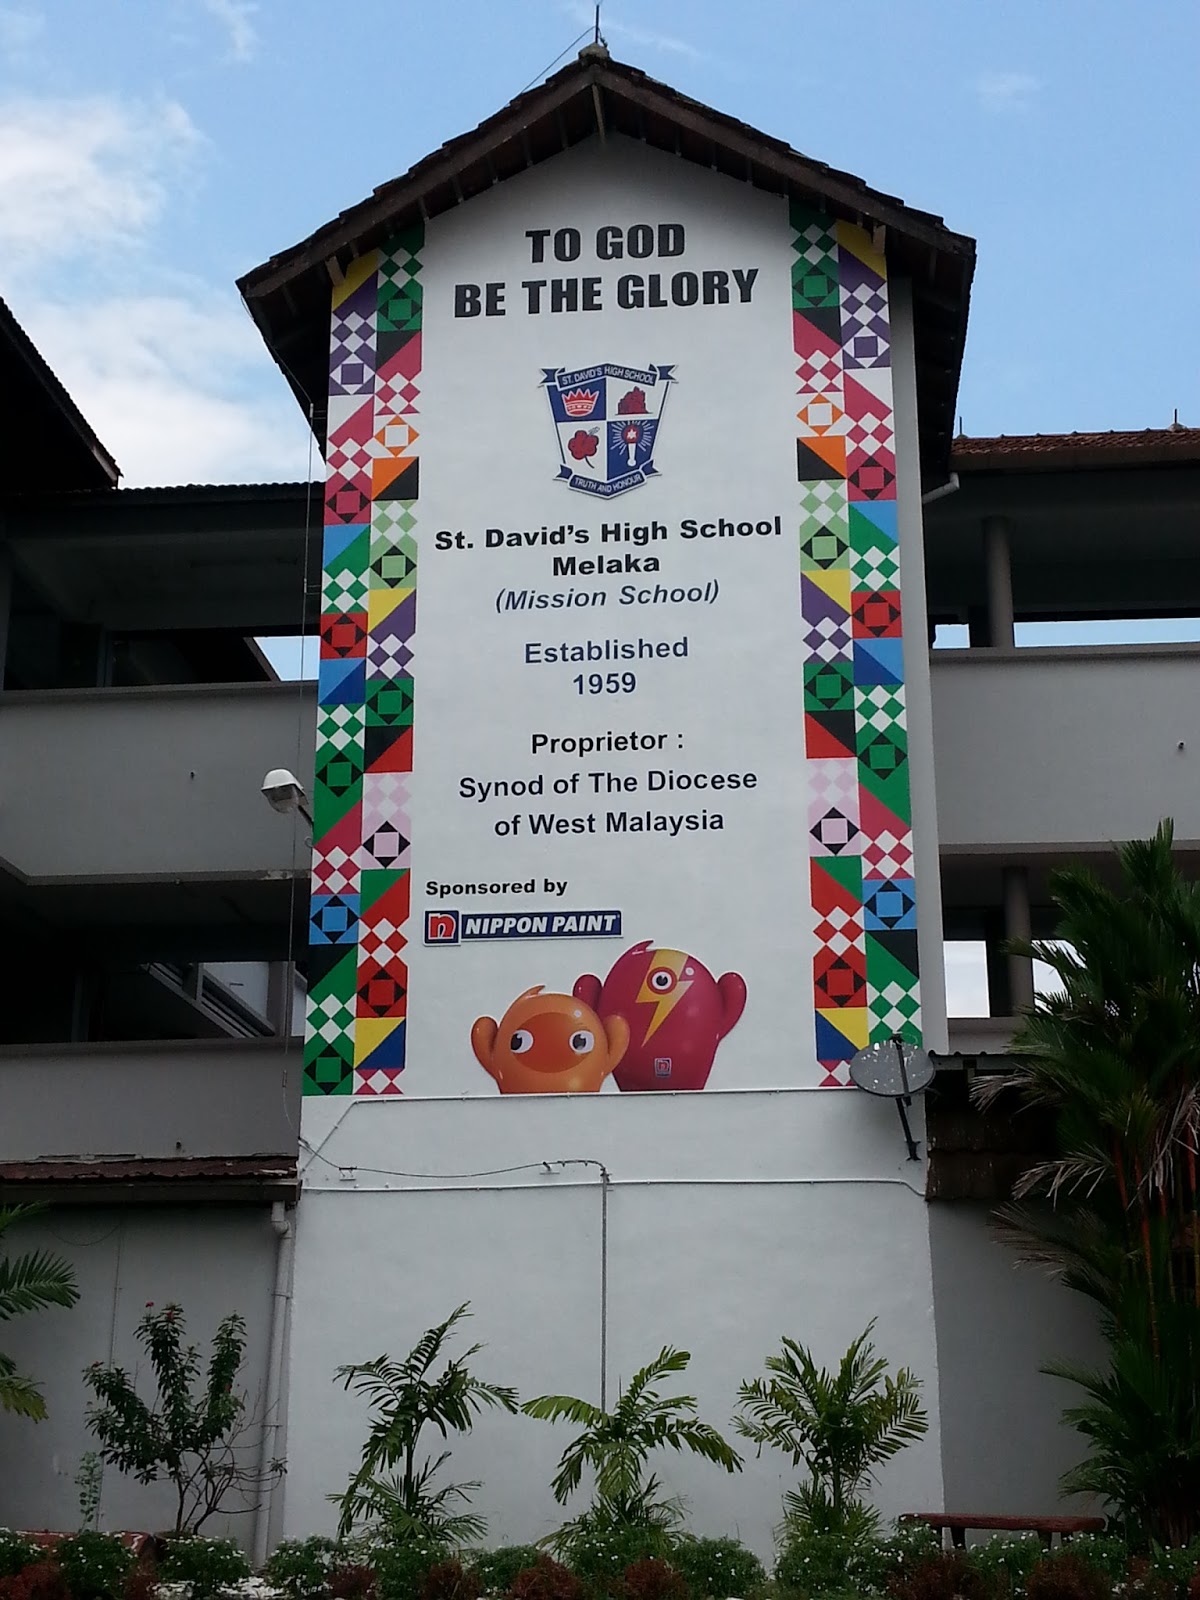 TO GOD
BE THE GLORY
ST. DAVID'S HIGH SCHOOL
TRUTH AND HONOUR
St. David's High School
Melaka
(Mission School)
Established
1959
Proprietor :
Synod of The Diocese
of West Malaysia
Sponsored by
n NIPPON PAINT
n